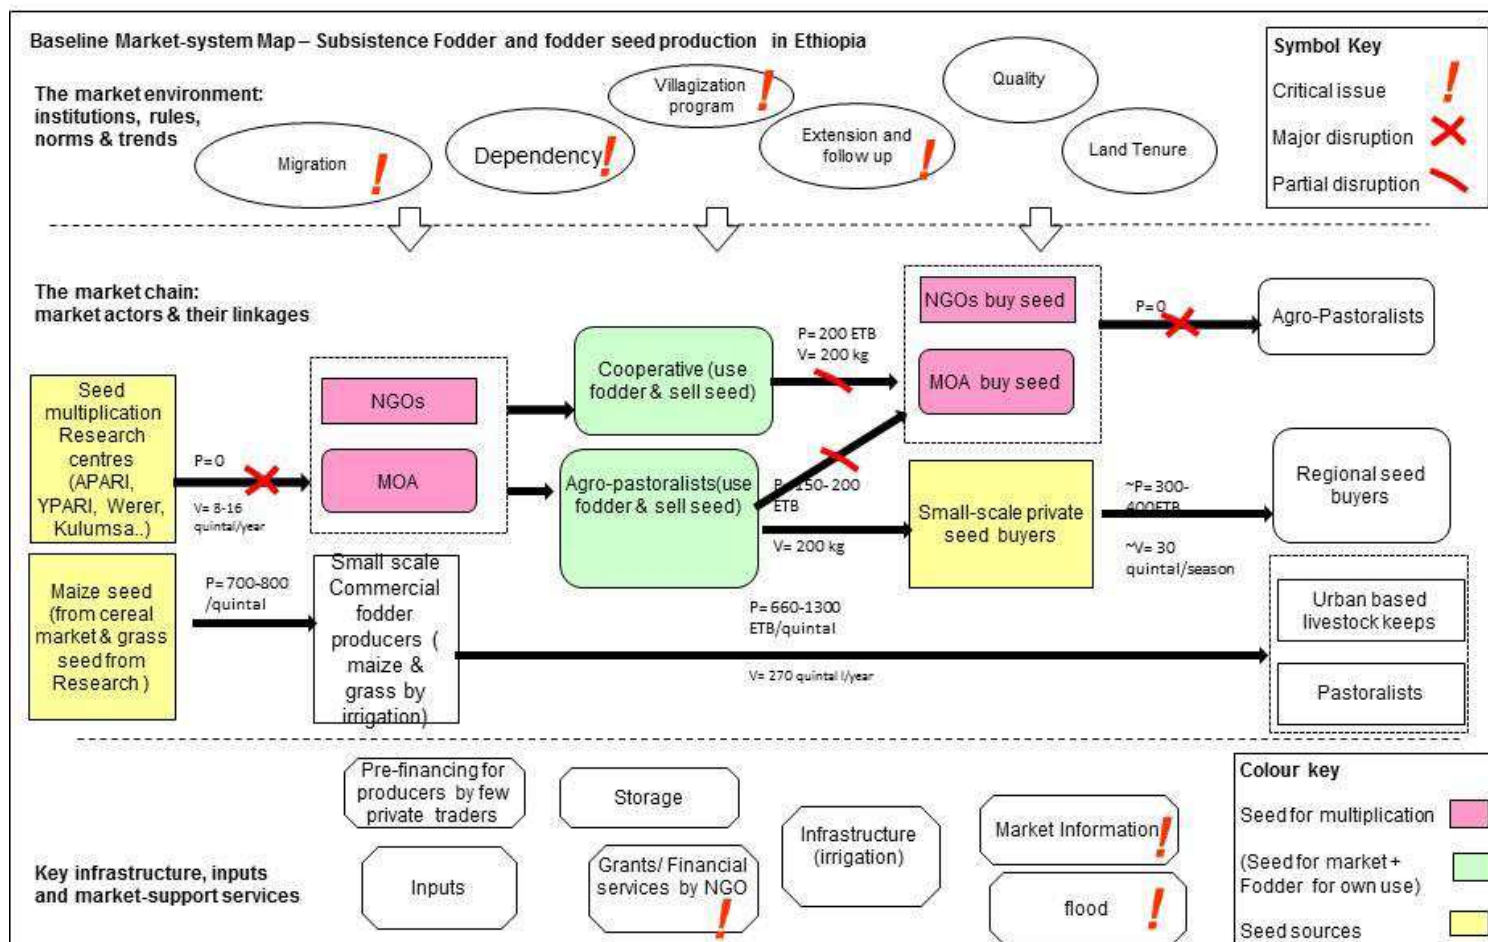 Baseline Market-system Map – Subsistence Fodder and fodder seed production in Ethiopia
The market environment:
institutions, rules,
norms & trends
Migration
Dependency
Villagization
program
Extension and
follow up
Quality
Land Tenure
Symbol Key
Critical issue
Major disruption
Partial disruption
The market chain:
market actors & their linkages
Seed
multiplication
Research
centres
(APARI,
YPARI, Werer,
Kulumsa..)
P=0
V= 8-16
quintal/year
NGOs
MOA
Cooperative (use
fodder & sell seed)
Agro-pastoralists(use
fodder & sell seed)
P= 200 ETB
V= 200 kg
P= 150- 200
ETB
V= 200 kg
NGOs buy seed
MOA buy seed
P=0
Agro-Pastoralists
Small-scale private
seed buyers
~P= 300-
400ETB
~V= 30
quintal/season
Regional seed
buyers
Maize seed
(from cereal
market & grass
seed from
Research )
P= 700-800
/quintal
Small scale
Commercial
fodder
producers (
maize &
grass by
irrigation)
P= 660-1300
ETB/quintal
V= 270 quintal l/year
Urban based
livestock keeps
Pastoralists
Key infrastructure, inputs
and market-support services
Pre-financing for
producers by few
private traders
Storage
Inputs
Grants/ Financial
services by NGO
Infrastructure
(irrigation)
Market Information
flood
Colour key
Seed for multiplication
(Seed for market +
Fodder for own use)
Seed sources